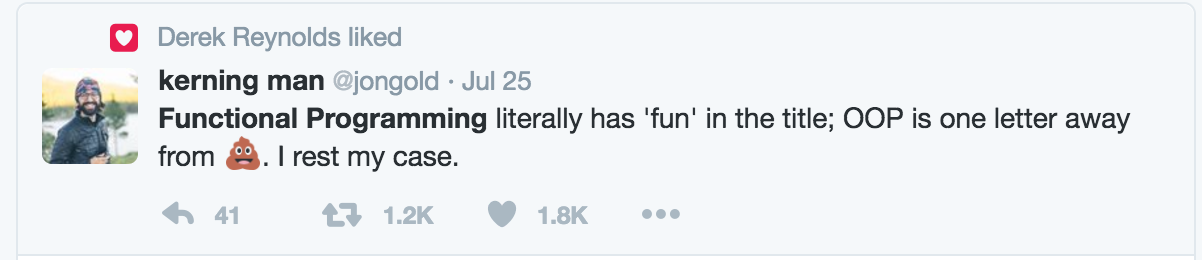 Derek Reynolds liked
kerning man @jongold · Jul 25
Functional Programming literally has 'fun' in the title; OOP is one letter away
from 💩. I rest my case.
41 1.2K 1.8K